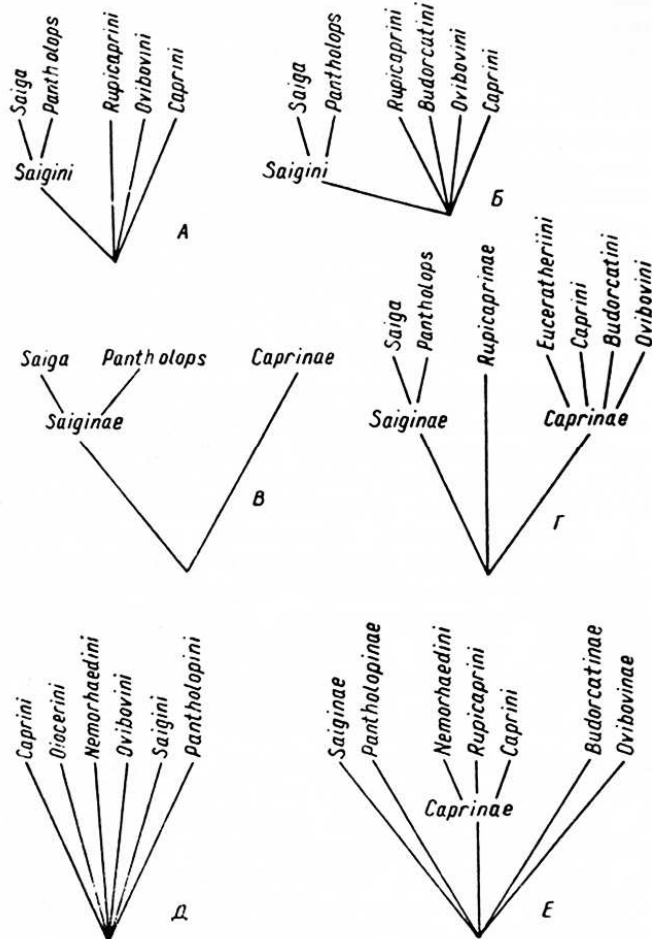 Saiga
Pantholops
Rupicaprini
Ovibovini
Caprini
Saigini
А
Saiga
Pantholops
Rupicaprini
Budorcutini
Ovibovini
Caprini
Saigini
Б
Saiga
Pantholops
Caprinae
Saiginae
В
Saiga
Pantholops
Rupicaprinae
Euceratheriini
Caprini
Budorcatini
Ovibovini
Saiginae
Caprinae
Г
Caprini
Oiocerini
Nemorhaedini
Ovibovini
Saigini
Pantholopini
Д
Saiginae
Pantholopinae
Nemorhaedini
Rupicaprini
Caprini
Budorcatinae
Ovibovinae
Caprinae
Е